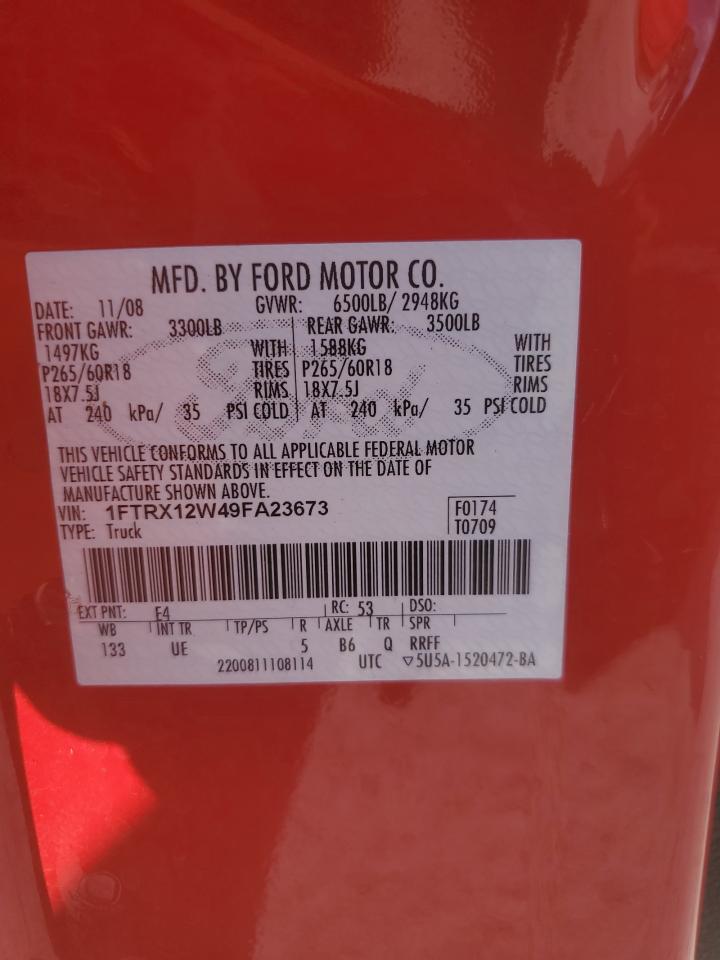 MFD. BY FORD MOTOR CO.
DATE: 11/08 GVWR: 6500LB/ 2948KG
FRONT GAWR: 3300LB REAR GAWR: 3500LB
1497KG WITH 1588KG WITH
P265/60R18 TIRES P265/60R18 TIRES
18X7.5J RIMS 18X7.5J RIMS
AT 240 kPa/ 35 PSI COLD AT 240 kPa/ 35 PSI COLD
THIS VEHICLE CONFORMS TO ALL APPLICABLE FEDERAL MOTOR
VEHICLE SAFETY STANDARDS IN EFFECT ON THE DATE OF
MANUFACTURE SHOWN ABOVE.
VIN: 1FTRX12W49FA23673 F0174
TYPE: Truck T0709
EXT PNT: E4 RC: 53 DSO:
WB INT TR TP/PS R AXLE TR SPR
133 UE 5 B6 Q RRFF
2200811108114 UTC ▽5U5A-1520472-BA